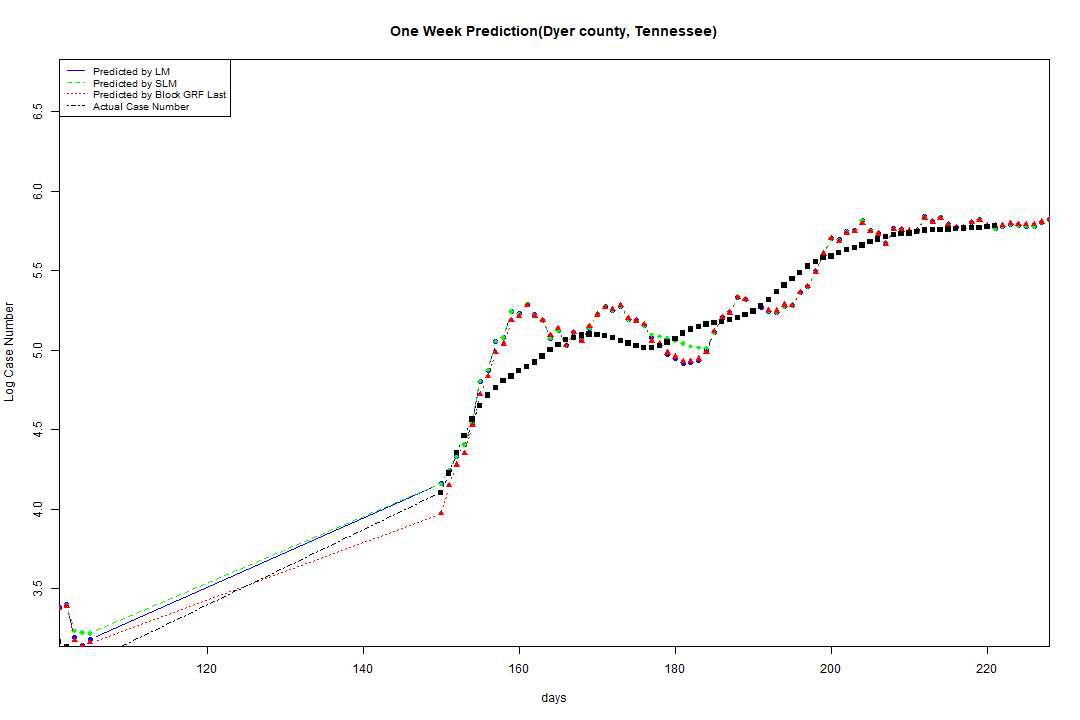 One Week Prediction(Dyer county, Tennessee)
Predicted by LM
Predicted by SLM
Predicted by Block GRF Last
Actual Case Number
Log Case Number
6.5
6.0
5.5
5.0
4.5
4.0
3.5
120 140 160 180 200 220
days